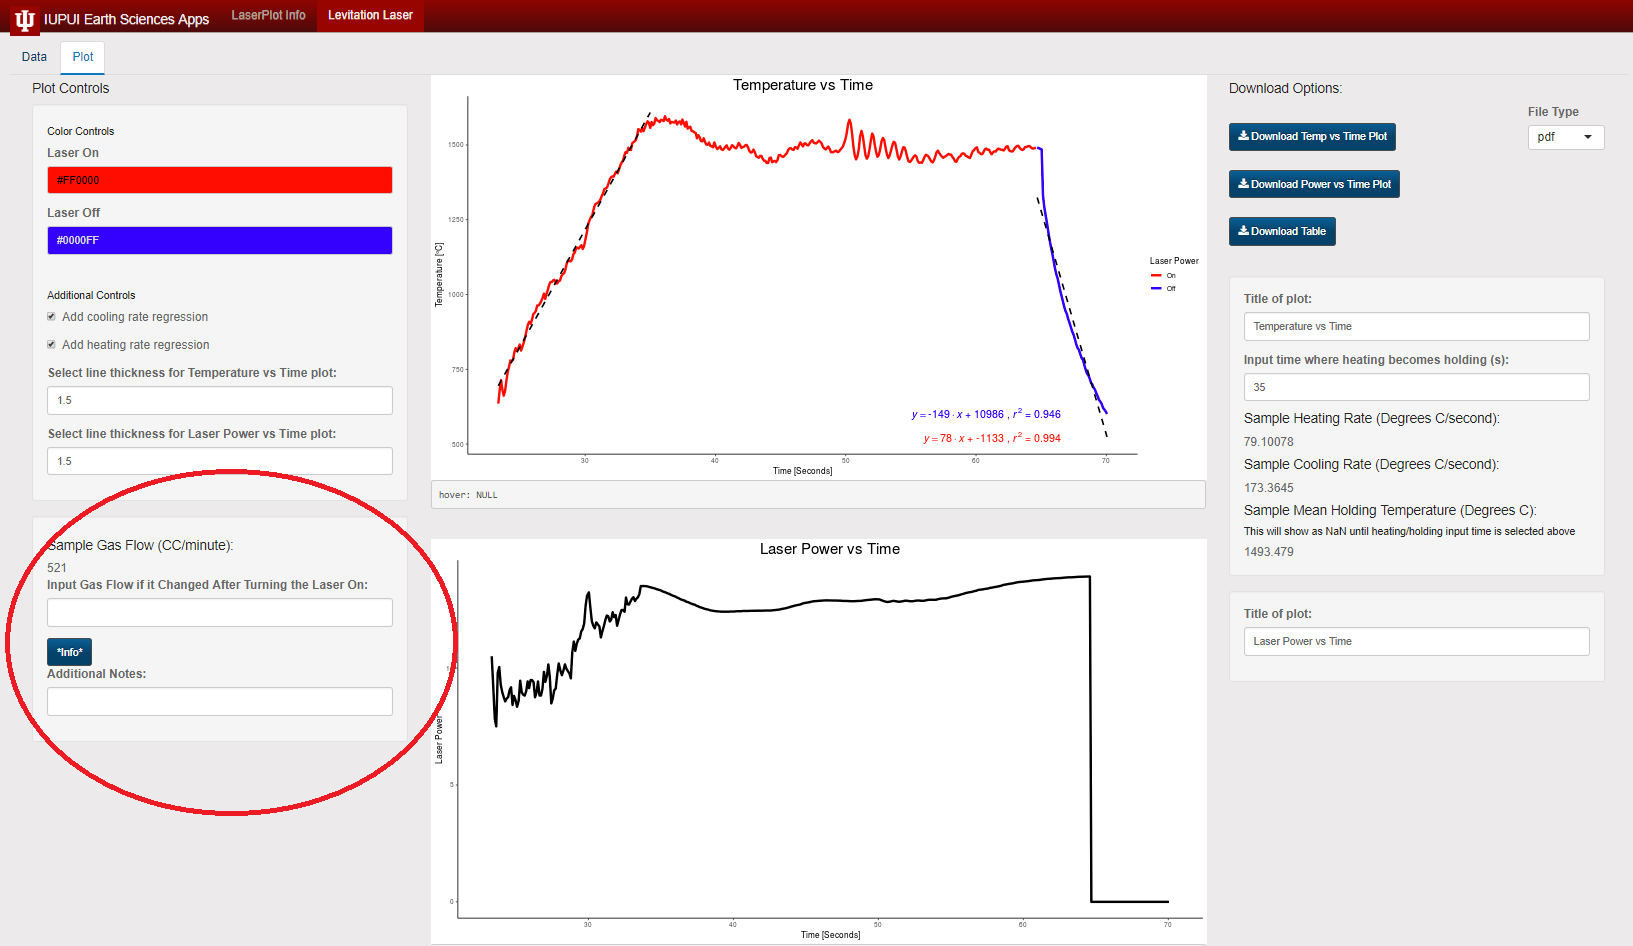 IUPUI Earth Sciences Apps
LaserPlot Info
Levitation Laser
Data
Plot
Plot Controls
Color Controls
Laser On
#FF0000
Laser Off
#0000FF
Additional Controls
Add cooling rate regression
Add heating rate regression
Select line thickness for Temperature vs Time plot:
1.5
Select line thickness for Laser Power vs Time plot:
1.5
Sample Gas Flow (CC/minute):
521
Input Gas Flow if it Changed After Turning the Laser On:
*Info*
Additional Notes:
Temperature vs Time
Temperature [°C]
1500
1250
1000
750
500
30
40
50
60
70
Time [Seconds]
Laser Power
On
Off
y = -149 · x + 10986 , r² = 0.946
y = 78 · x + -1133 , r² = 0.994
hover: NULL
Laser Power vs Time
Laser Power
5
0
30
40
50
60
70
Time [Seconds]
Download Options:
File Type
Download Temp vs Time Plot
pdf
Download Power vs Time Plot
Download Table
Title of plot:
Temperature vs Time
Input time where heating becomes holding (s):
35
Sample Heating Rate (Degrees C/second):
79.10078
Sample Cooling Rate (Degrees C/second):
173.3645
Sample Mean Holding Temperature (Degrees C):
This will show as NaN until heating/holding input time is selected above
1493.479
Title of plot:
Laser Power vs Time